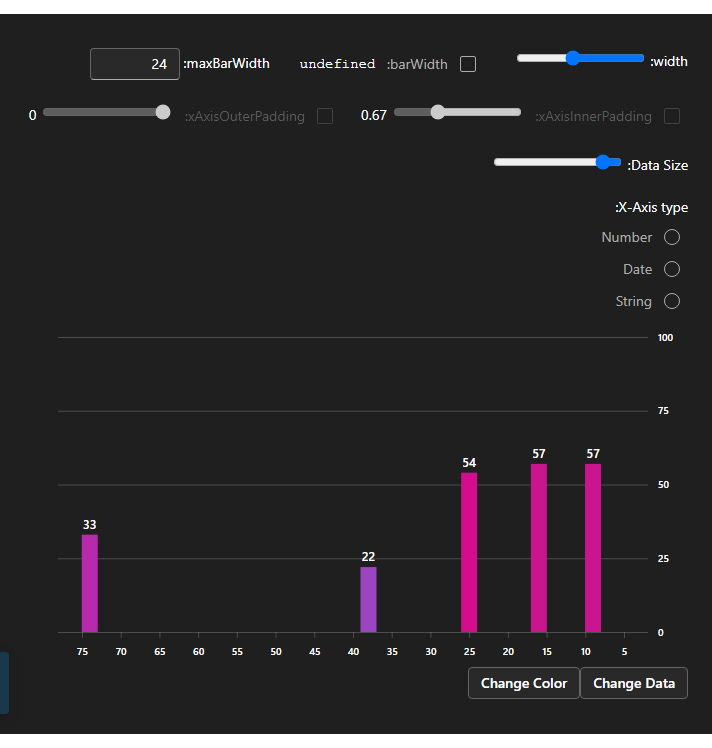 width:
barWidth: undefined
maxBarWidth: 24
xAxisInnerPadding: 0.67
xAxisOuterPadding: 0
Data Size:
X-Axis type:
Number
Date
String
100
75
57 57
54
50
33
22
25
0
75 70 65 60 55 50 45 40 35 30 25 20 15 10 5
Change Color Change Data